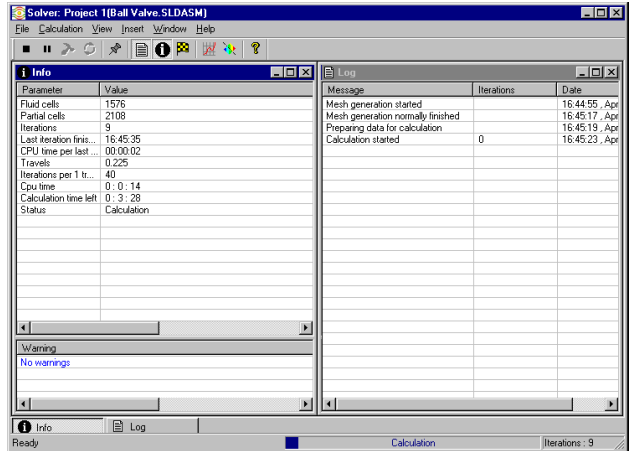 Solver: Project 1(Ball Valve.SLDASM)
File Calculation View Insert Window Help
Info
Parameter Value
Fluid cells 1576
Partial cells 2108
Iterations 9
Last iteration finis... 16:45:35
CPU time per last ... 00:00:02
Travels 0.225
Iterations per 1 tr... 40
Cpu time 0 : 0 : 14
Calculation time left 0 : 3 : 28
Status Calculation
Warning
No warnings
Log
Message Iterations Date
Mesh generation started 16:44:55 , Apr
Mesh generation normally finished 16:45:17 , Apr
Preparing data for calculation 16:45:19 , Apr
Calculation started 0 16:45:23 , Apr
Info Log
Ready Calculation Iterations : 9